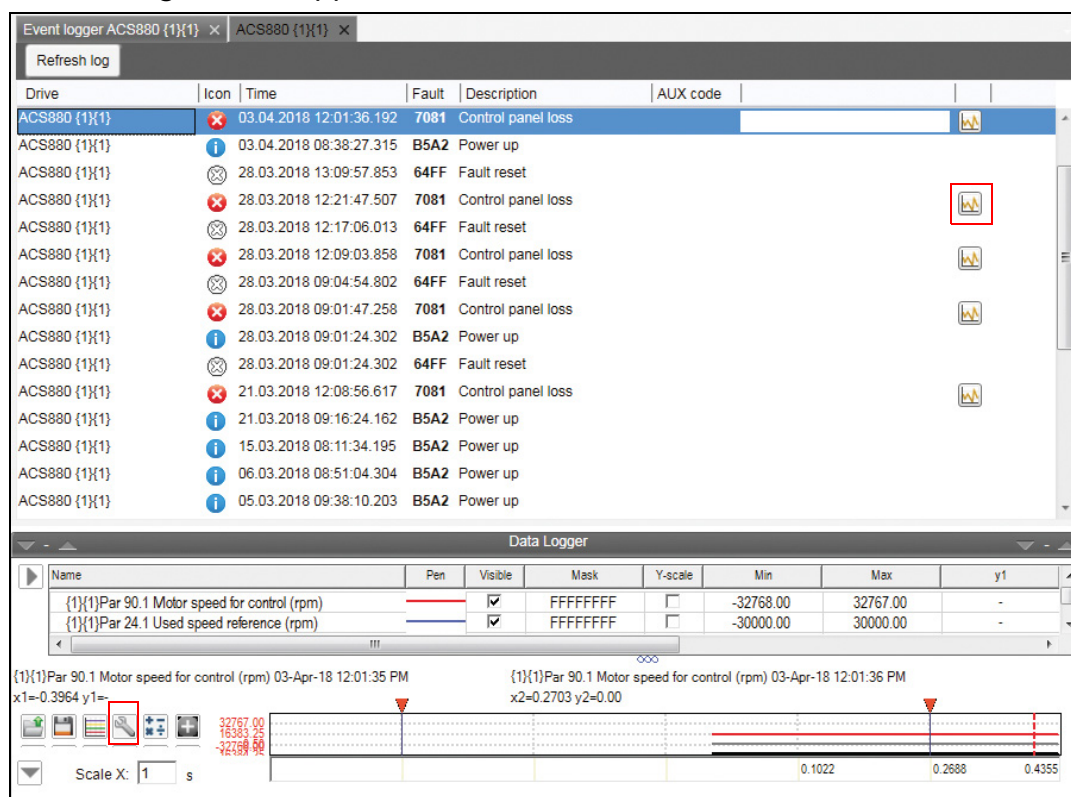 Event logger ACS880 {1}{1} × ACS880 {1}{1} ×
Refresh log
Drive Icon Time Fault Description AUX code
ACS880 {1}{1} 03.04.2018 12:01:36.192 7081 Control panel loss
ACS880 {1}{1} 03.04.2018 08:38:27.315 B5A2 Power up
ACS880 {1}{1} 28.03.2018 13:09:57.853 64FF Fault reset
ACS880 {1}{1} 28.03.2018 12:21:47.507 7081 Control panel loss
ACS880 {1}{1} 28.03.2018 12:17:06.013 64FF Fault reset
ACS880 {1}{1} 28.03.2018 12:09:03.858 7081 Control panel loss
ACS880 {1}{1} 28.03.2018 09:04:54.802 64FF Fault reset
ACS880 {1}{1} 28.03.2018 09:01:47.258 7081 Control panel loss
ACS880 {1}{1} 28.03.2018 09:01:24.302 B5A2 Power up
ACS880 {1}{1} 28.03.2018 09:01:24.302 64FF Fault reset
ACS880 {1}{1} 21.03.2018 12:08:56.617 7081 Control panel loss
ACS880 {1}{1} 21.03.2018 09:16:24.162 B5A2 Power up
ACS880 {1}{1} 15.03.2018 08:11:34.195 B5A2 Power up
ACS880 {1}{1} 06.03.2018 08:51:04.304 B5A2 Power up
ACS880 {1}{1} 05.03.2018 09:38:10.203 B5A2 Power up
Data Logger
Name Pen Visible Mask Y-scale Min Max y1
{1}{1}Par 90.1 Motor speed for control (rpm) FFFFFFFF -32768.00 32767.00 -
{1}{1}Par 24.1 Used speed reference (rpm) FFFFFFFF -30000.00 30000.00 -
{1}{1}Par 90.1 Motor speed for control (rpm) 03-Apr-18 12:01:35 PM {1}{1}Par 90.1 Motor speed for control (rpm) 03-Apr-18 12:01:36 PM
x1=-0.3964 y1=- x2=0.2703 y2=0.00
32767.00
16383.25
Scale X: 1 s 0.1022 0.2688 0.4355